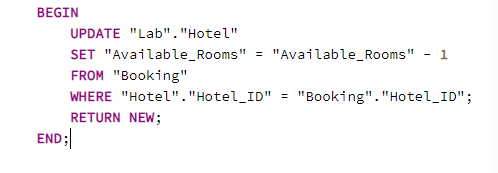 BEGIN
UPDATE "Lab"."Hotel"
SET "Available_Rooms" = "Available_Rooms" - 1
FROM "Booking"
WHERE "Hotel"."Hotel_ID" = "Booking"."Hotel_ID";
RETURN NEW;
END;